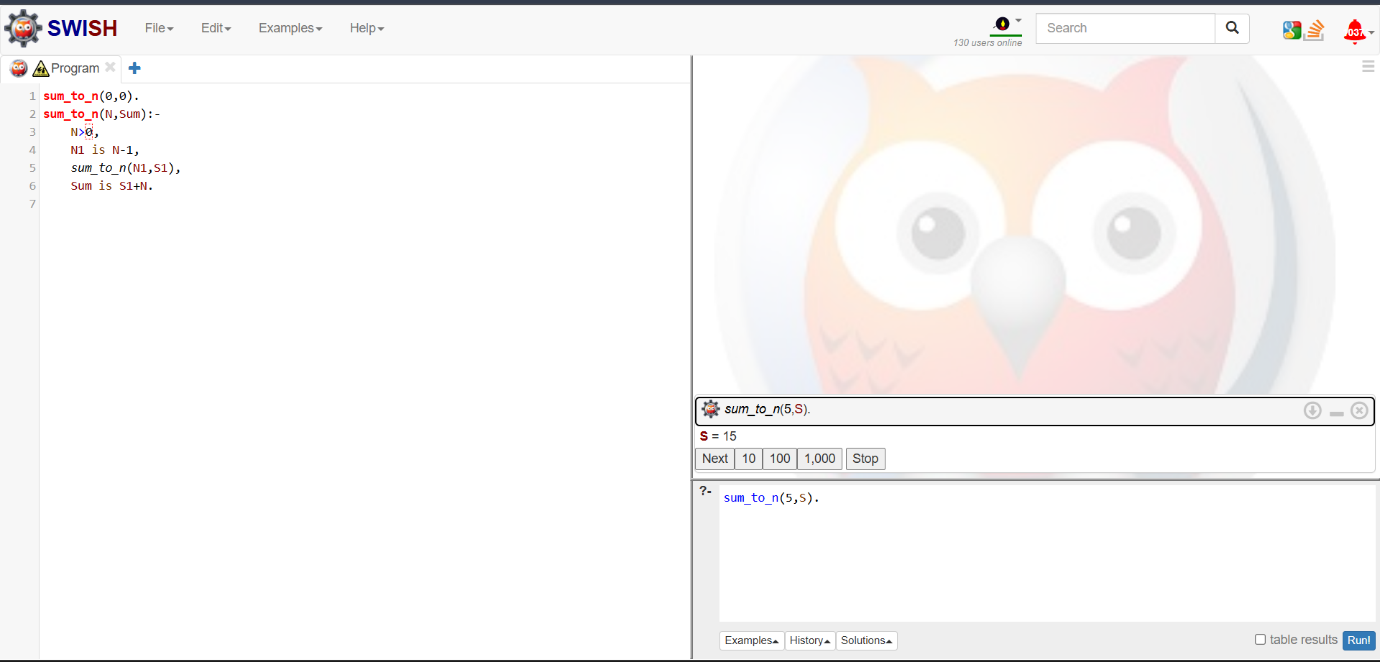 SWISH File Edit Examples Help 130 users online Search
Program
1 sum_to_n(0,0).
2 sum_to_n(N,Sum):-
3 N>0,
4 N1 is N-1,
5 sum_to_n(N1,S1),
6 Sum is S1+N.
7
sum_to_n(5,S).
S = 15
Next 10 100 1,000 Stop
?- sum_to_n(5,S).
Examples History Solutions table results Run!